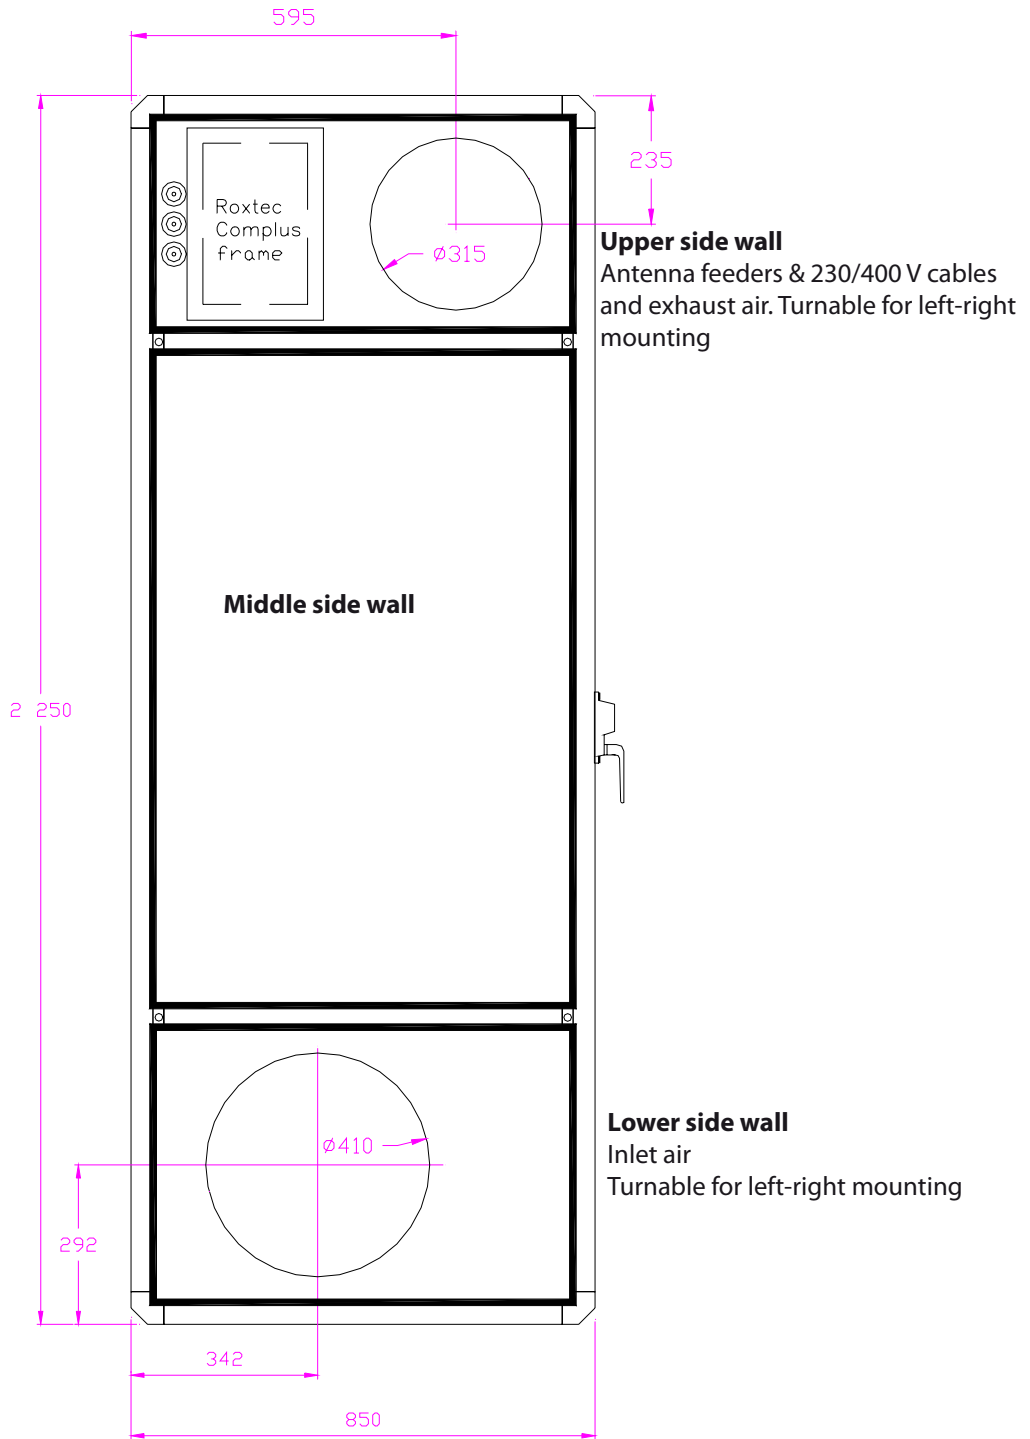 595
235
Roxtec
Complus
frame
Ø315
Upper side wall
Antenna feeders & 230/400 V cables
and exhaust air. Turnable for left-right
mounting
Middle side wall
2 250
Ø410
Lower side wall
Inlet air
Turnable for left-right mounting
292
342
850